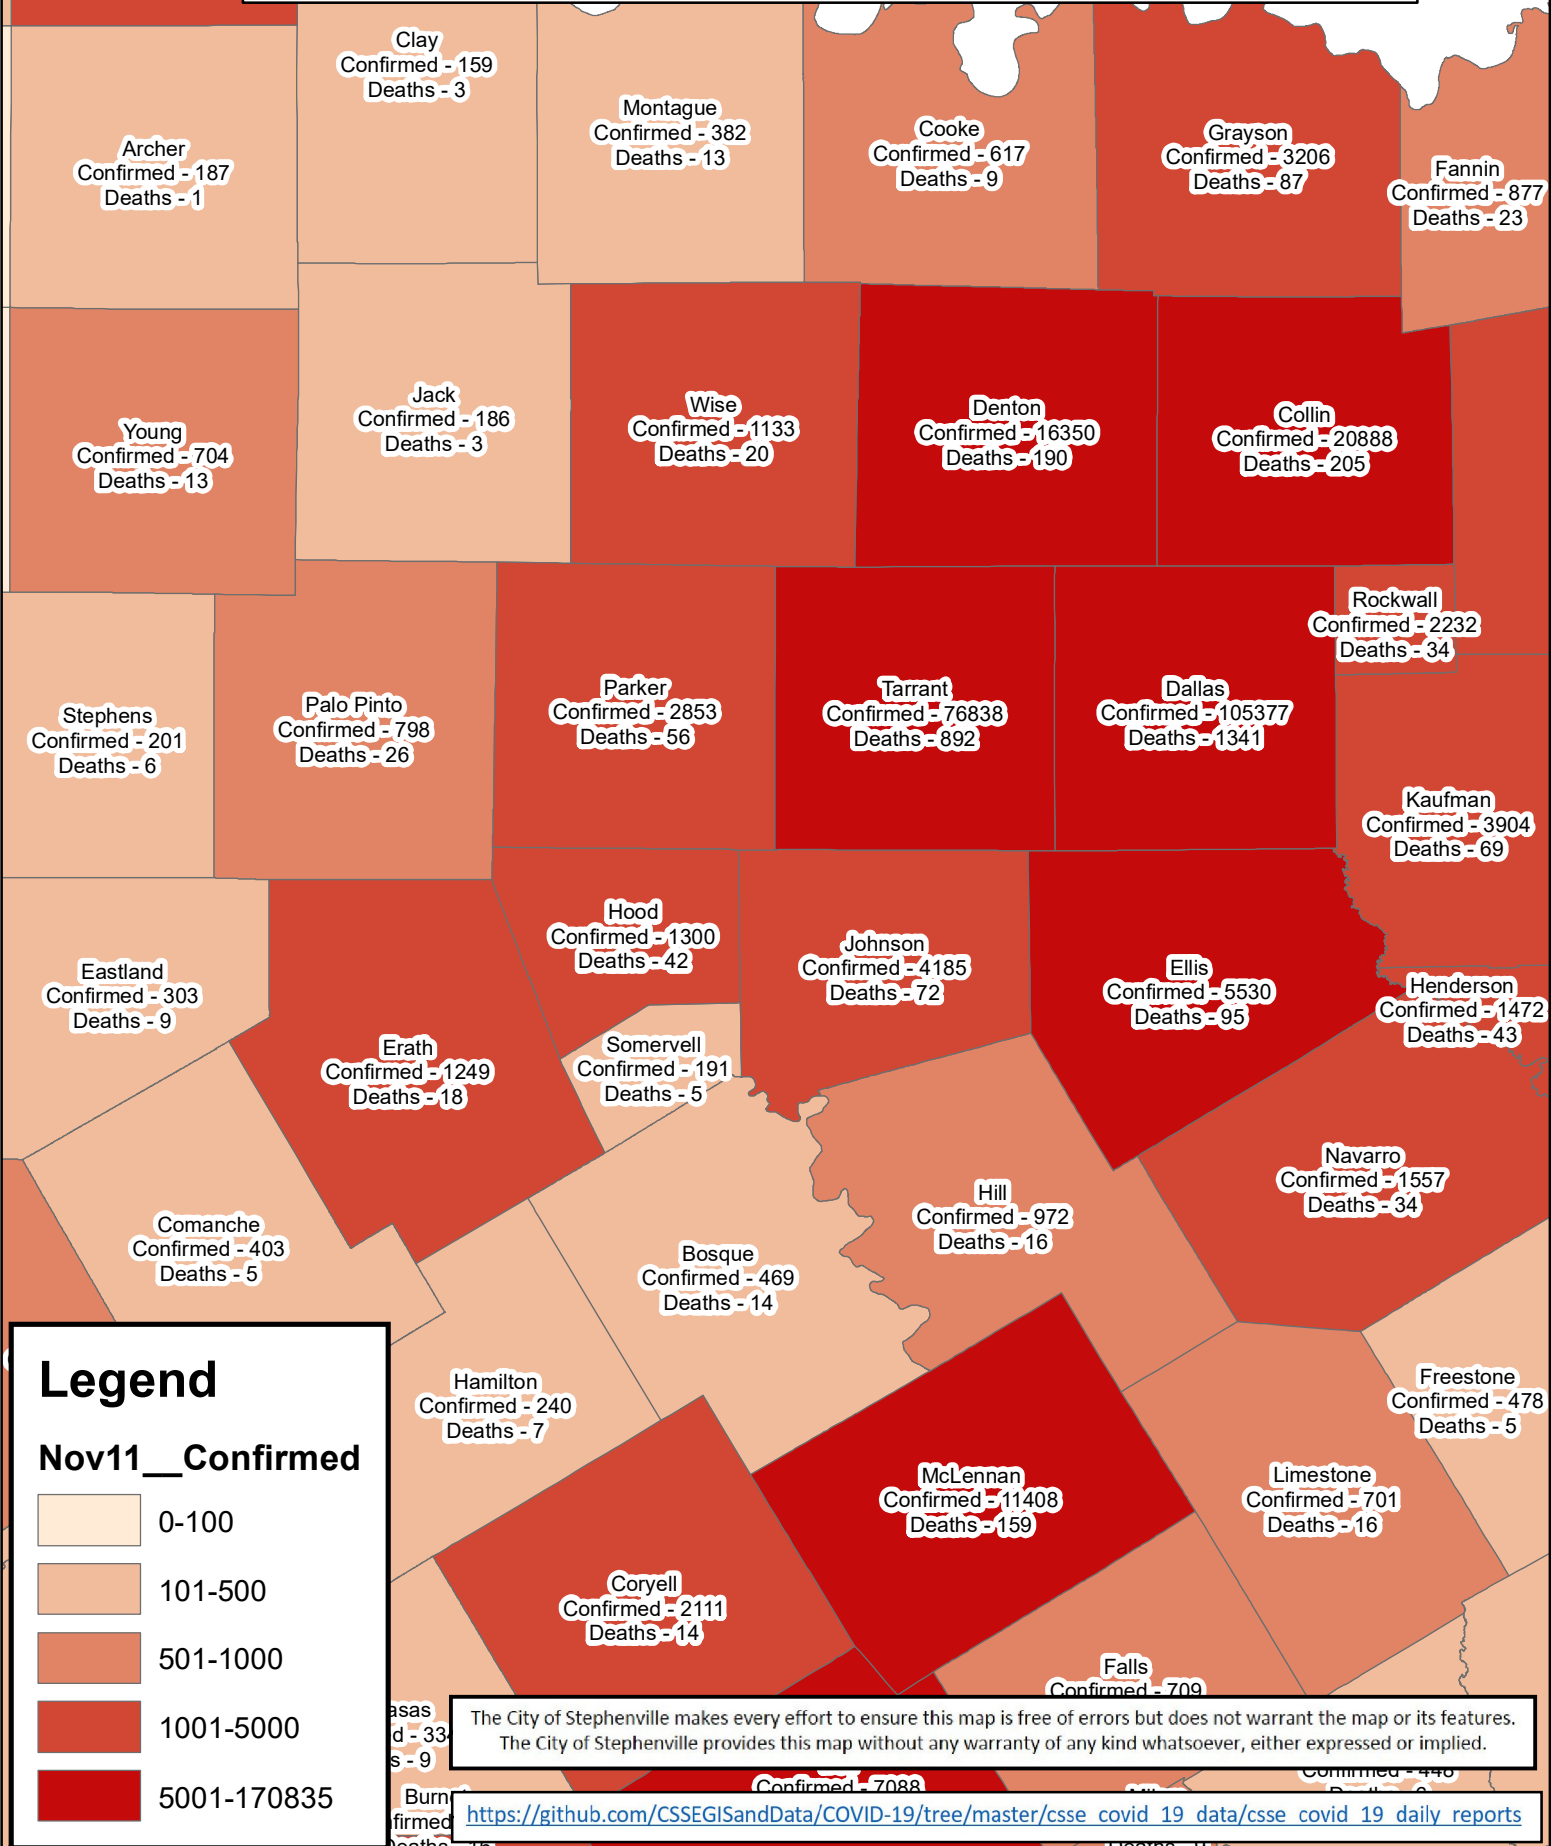 Clay
Confirmed - 159
Deaths - 3
Montague
Confirmed - 382
Deaths - 13
Cooke
Confirmed - 617
Deaths - 9
Grayson
Confirmed - 3206
Deaths - 87
Archer
Confirmed - 187
Deaths - 1
Fannin
Confirmed - 877
Deaths - 23
Young
Confirmed - 704
Deaths - 13
Jack
Confirmed - 186
Deaths - 3
Wise
Confirmed - 1133
Deaths - 20
Denton
Confirmed - 16350
Deaths - 190
Collin
Confirmed - 20888
Deaths - 205
Rockwall
Confirmed - 2232
Deaths - 34
Stephens
Confirmed - 201
Deaths - 6
Palo Pinto
Confirmed - 798
Deaths - 26
Parker
Confirmed - 2853
Deaths - 56
Tarrant
Confirmed - 76838
Deaths - 892
Dallas
Confirmed - 105377
Deaths - 1341
Kaufman
Confirmed - 3904
Deaths - 69
Eastland
Confirmed - 303
Deaths - 9
Hood
Confirmed - 1300
Deaths - 42
Johnson
Confirmed - 4185
Deaths - 72
Ellis
Confirmed - 5530
Deaths - 95
Henderson
Confirmed - 1472
Deaths - 43
Erath
Confirmed - 1249
Deaths - 18
Somervell
Confirmed - 191
Deaths - 5
Comanche
Confirmed - 403
Deaths - 5
Bosque
Confirmed - 469
Deaths - 14
Hill
Confirmed - 972
Deaths - 16
Navarro
Confirmed - 1557
Deaths - 34
Hamilton
Confirmed - 240
Deaths - 7
McLennan
Confirmed - 11408
Deaths - 159
Limestone
Confirmed - 701
Deaths - 16
Freestone
Confirmed - 478
Deaths - 5
Coryell
Confirmed - 2111
Deaths - 14
Falls
Confirmed - 709
asas
d - 334
s - 9
Confirmed - 7088
Confirmed - 448
Burn
firmed
Legend
Nov11__Confirmed
0-100
101-500
501-1000
1001-5000
5001-170835
The City of Stephenville makes every effort to ensure this map is free of errors but does not warrant the map or its features.
The City of Stephenville provides this map without any warranty of any kind whatsoever, either expressed or implied.
https://github.com/CSSEGISandData/COVID-19/tree/master/csse_covid_19_data/csse_covid_19_daily_reports